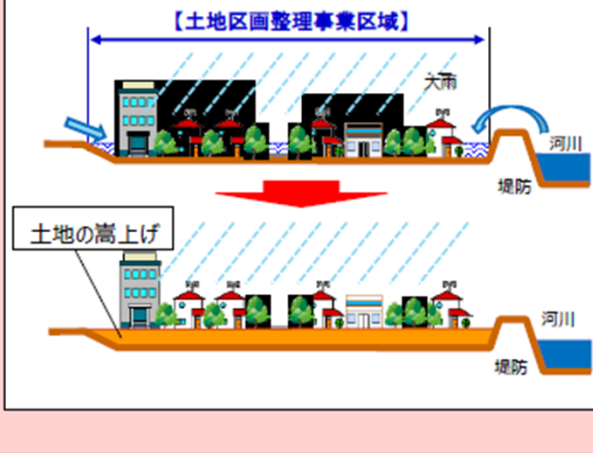 【土地区画整理事業区域】
大雨
河川
堤防
土地の嵩上げ
河川
堤防